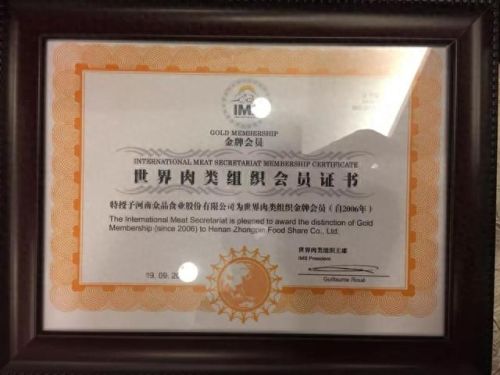 IMS
GOLD MEMBERSHIP
金牌会员
INTERNATIONAL MEAT SECRETARIAT MEMBERSHIP CERTIFICATE
世界肉类组织会员证书
特授予河南众品食业股份有限公司为世界肉类组织金牌会员（自2006年）
The International Meat Secretariat is pleased to award the distinction of Gold
Membership (since 2006) to Henan Zhongpin Food Share Co., Ltd.
世界肉类组织主席
IMS President
19. 09. 20
Guillaume Roué